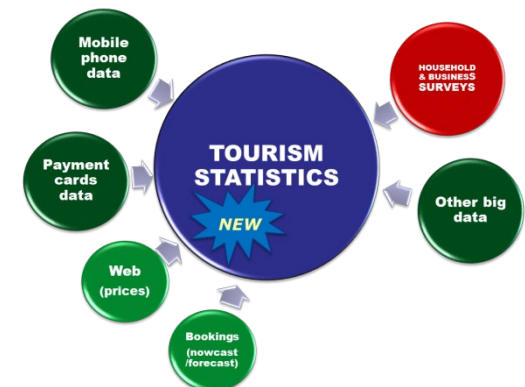 Mobile
phone
data
HOUSEHOLD
& BUSINESS
SURVEYS
TOURISM
STATISTICS
NEW
Payment
cards
data
Other big
data
Web
(prices)
Bookings
(nowcast
/forecast)